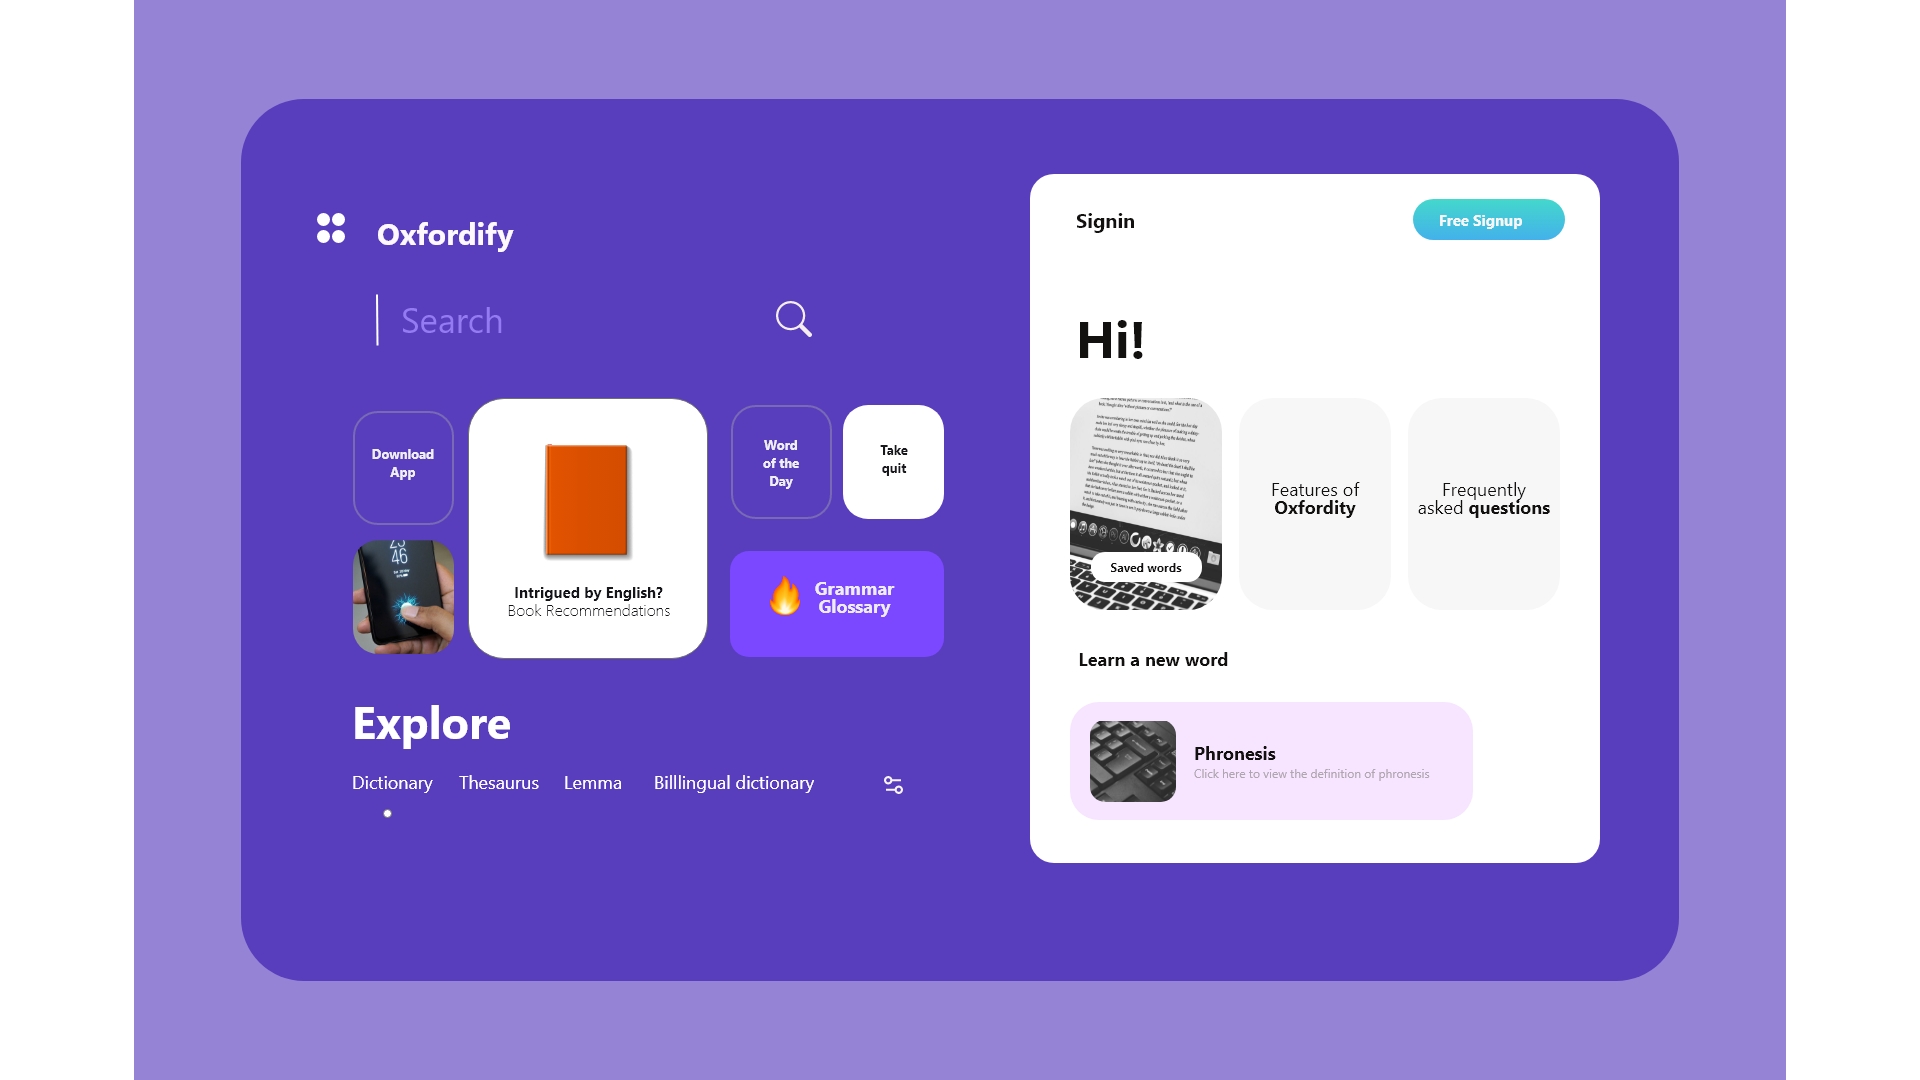 Oxfordify
Search
Download
App
23
46
Intrigued by English?
Book Recommendations
Word
of the
Day
Take
quit
Grammar
Glossary
Explore
Dictionary
Thesaurus
Lemma
Billlingual dictionary
Signin
Free Signup
Hi!
Saved words
Features of
Oxfordity
Frequently
asked questions
Learn a new word
Phronesis
Click here to view the definition of phronesis